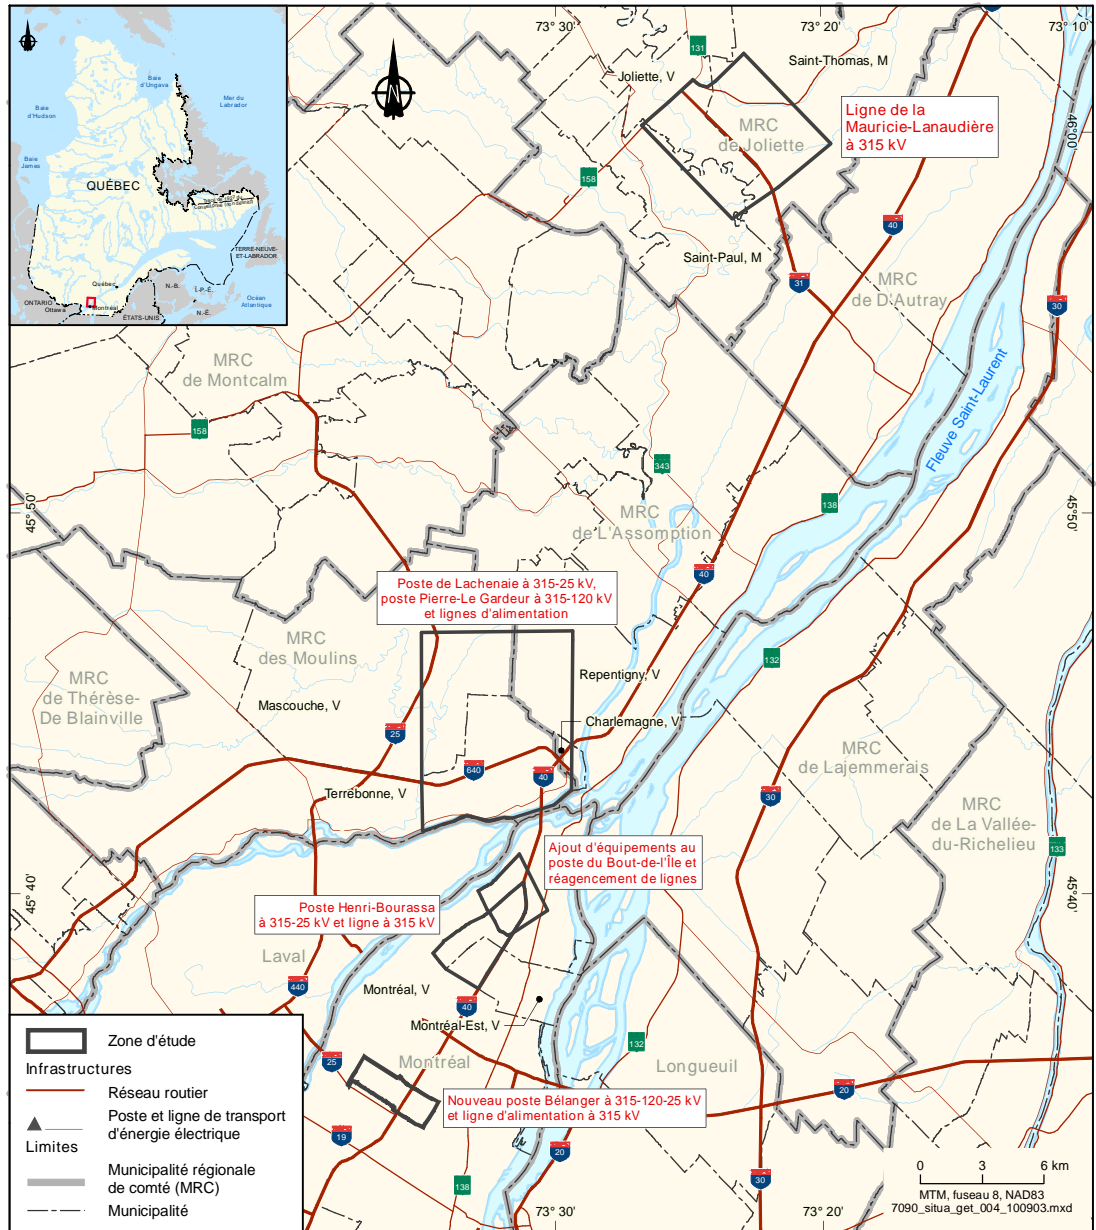 73° 30'
73° 20'
73° 10'
Baie
d'Ungava
Mer du
Labrador
Baie
d'Hudson
Baie
James
QUÉBEC
TERRE-NEUVE-
ET-LABRADOR
Québec
Montréal
ONTARIO
Ottawa
ÉTATS-UNIS
N.-B.
Î.-P.-É.
N.-É.
Océan
Atlantique
131
Joliette, V
Saint-Thomas, M
MRC
de Joliette
Ligne de la
Mauricie-Lanaudière
à 315 kV
46°00'
158
40
Saint-Paul, M
31
MRC
de D'Autray
30
MRC
de Montcalm
158
Fleuve Saint-Laurent
343
138
45° 50'
45°50'
MRC
de L'Assomption
40
Poste de Lachenaie à 315-25 kV,
poste Pierre-Le Gardeur à 315-120 kV
et lignes d'alimentation
MRC
des Moulins
132
MRC
de Thérèse-
De Blainville
Repentigny, V
Mascouche, V
Charlemagne, V
25
MRC
de Lajemmerais
640
40
Terrebonne, V
30
MRC
de La Vallée-
du-Richelieu
133
Ajout d'équipements au
poste du Bout-de-l'Île et
réagencement de lignes
45° 40'
45°40'
Poste Henri-Bourassa
à 315-25 kV et ligne à 315 kV
Laval
440
Montréal, V
40
Montréal-Est, V
132
25
Montréal
Longueuil
20
Nouveau poste Bélanger à 315-120-25 kV
et ligne d'alimentation à 315 kV
19
20
138
30
Zone d'étude
Infrastructures
Réseau routier
Poste et ligne de transport
d'énergie électrique
Limites
Municipalité régionale
de comté (MRC)
Municipalité
0 3 6 km
MTM, fuseau 8, NAD83
7090_situa_get_004_100903.mxd
73° 30'
73° 20'